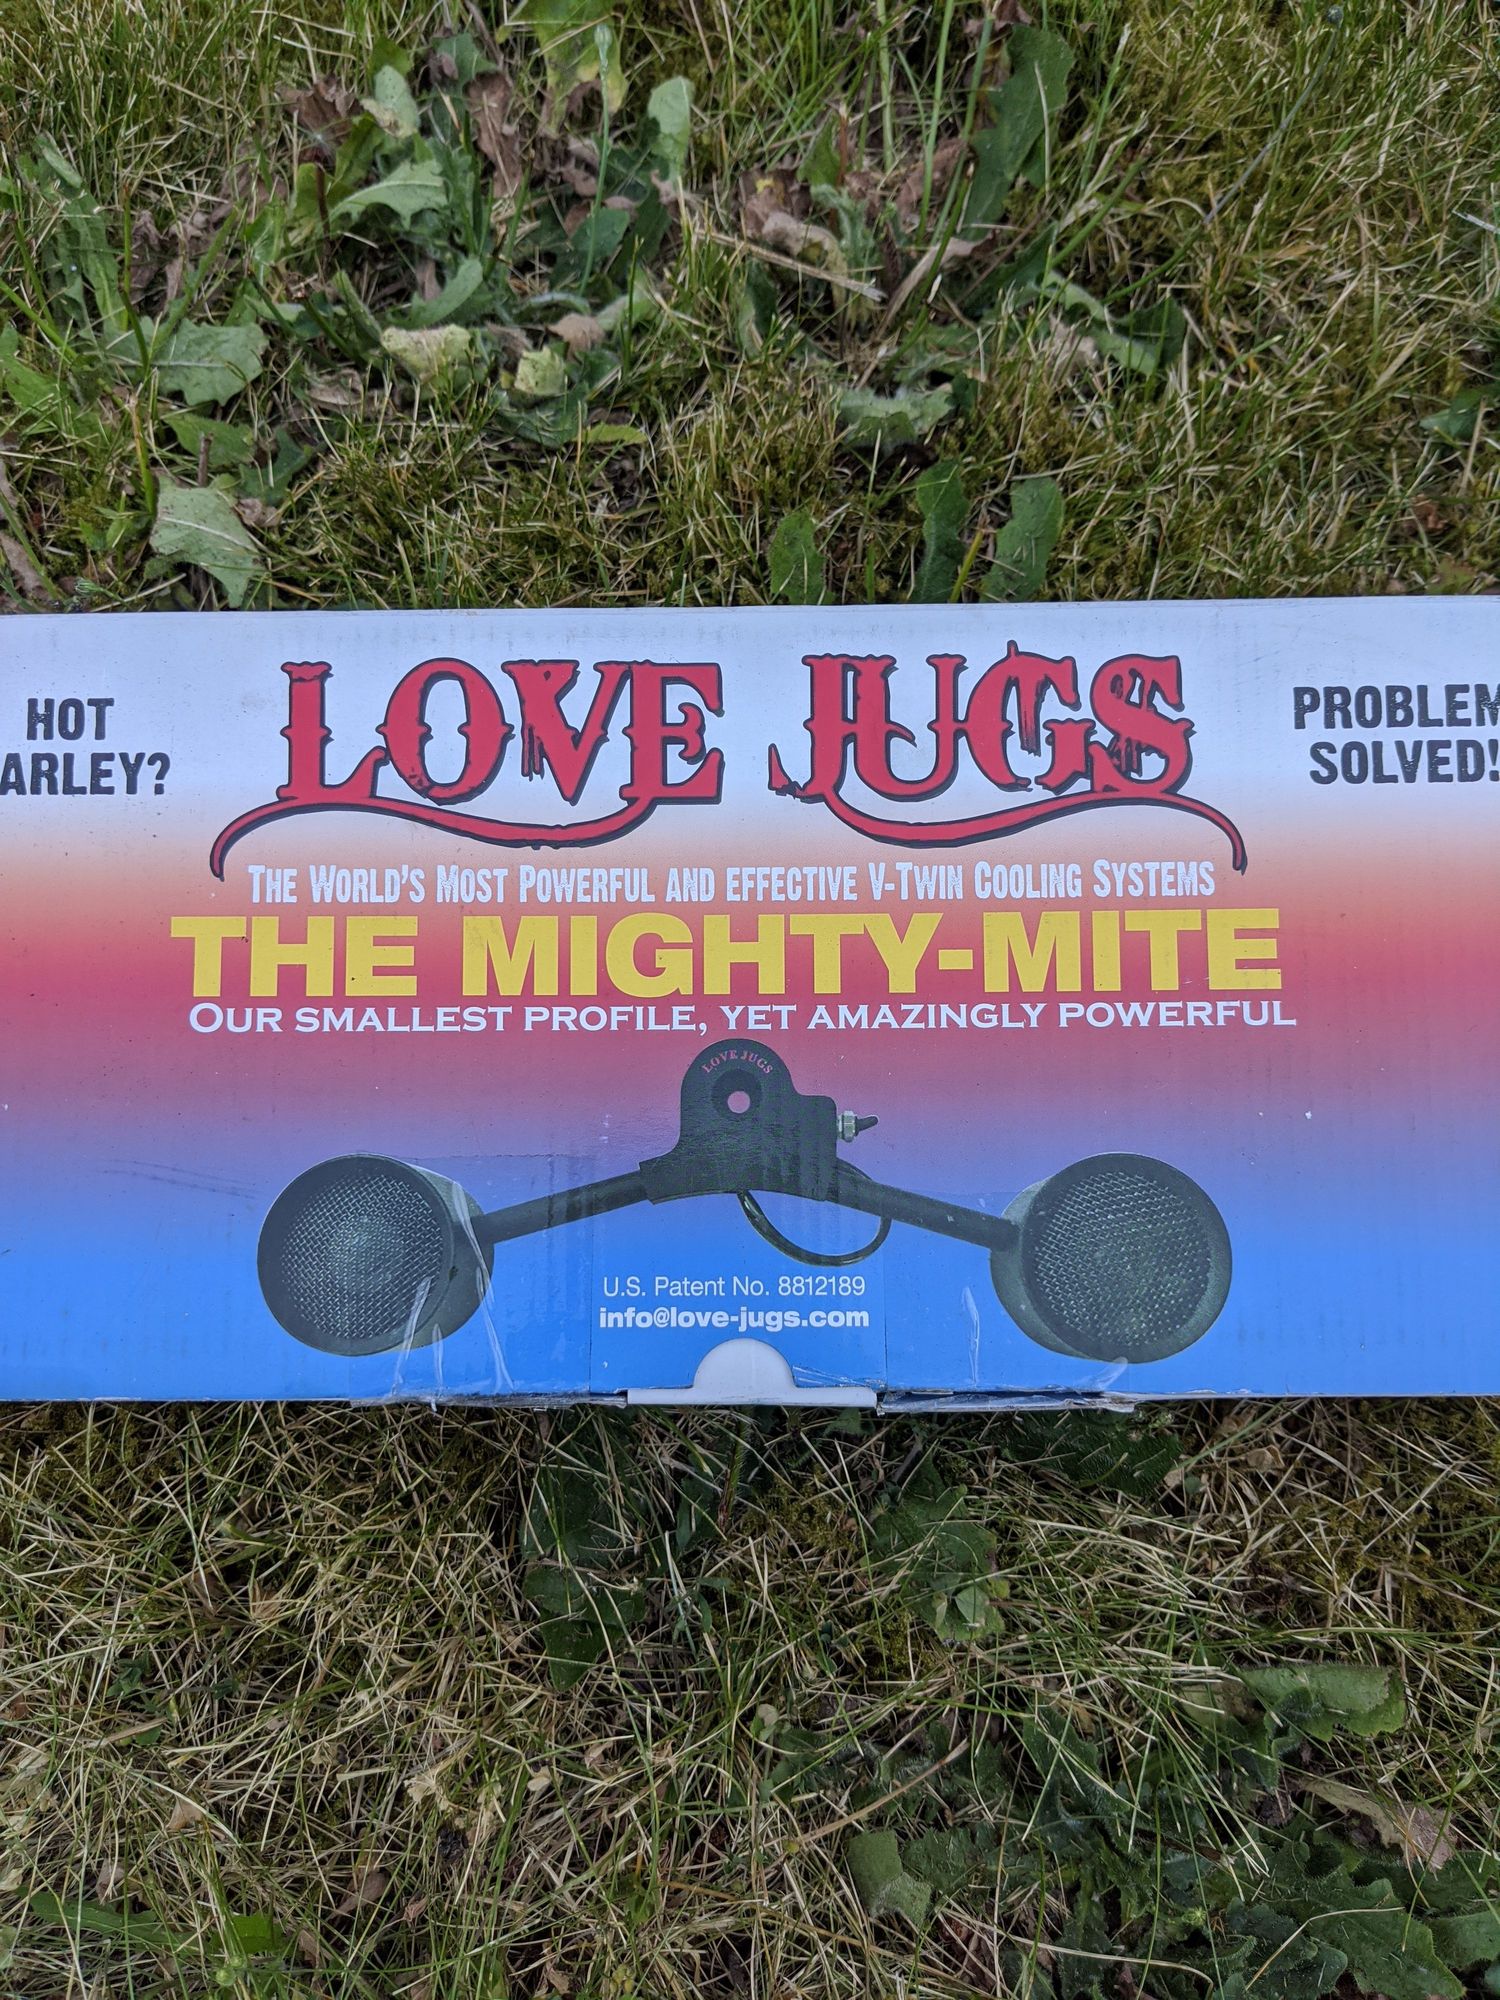 HOT
ARLEY?
LOVE JUGS
PROBLEM
SOLVED!
THE WORLD'S MOST POWERFUL AND EFFECTIVE V-TWIN COOLING SYSTEMS
THE MIGHTY-MITE
OUR SMALLEST PROFILE, YET AMAZINGLY POWERFUL
LOVE JUGS
U.S. Patent No. 8812189
info@love-jugs.com